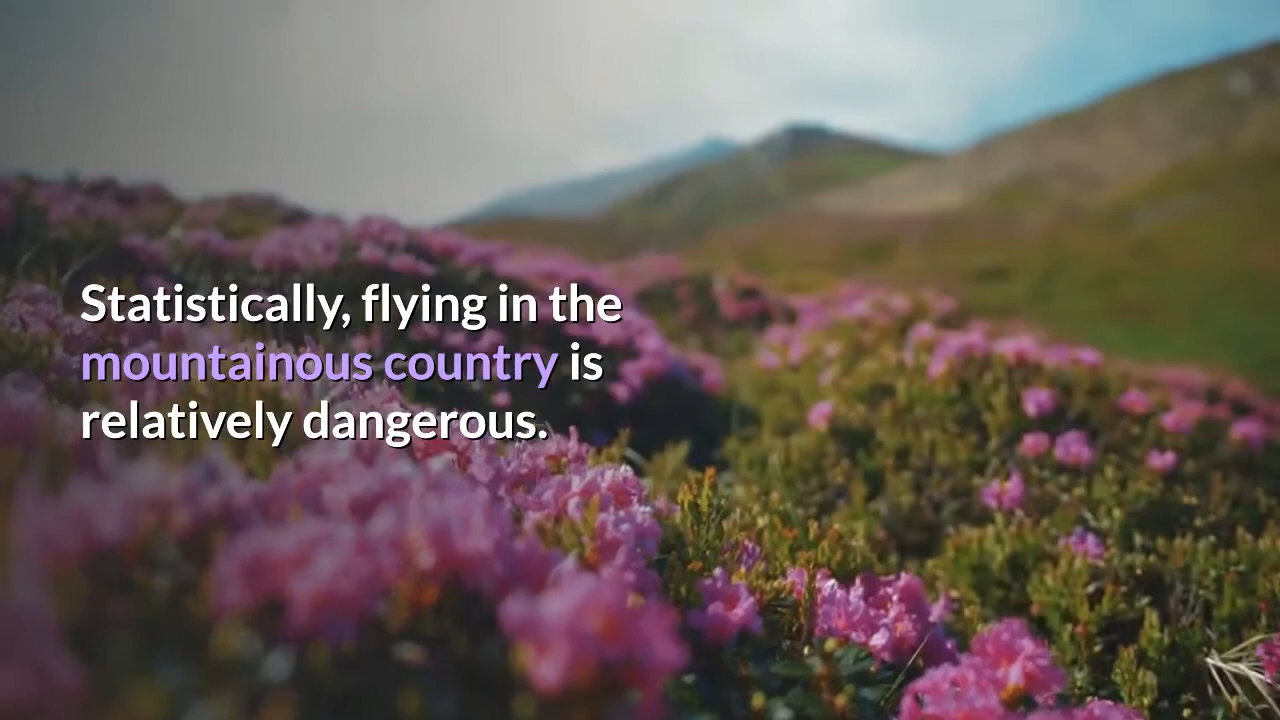 Statistically, flying in the
mountainous country is
relatively dangerous.